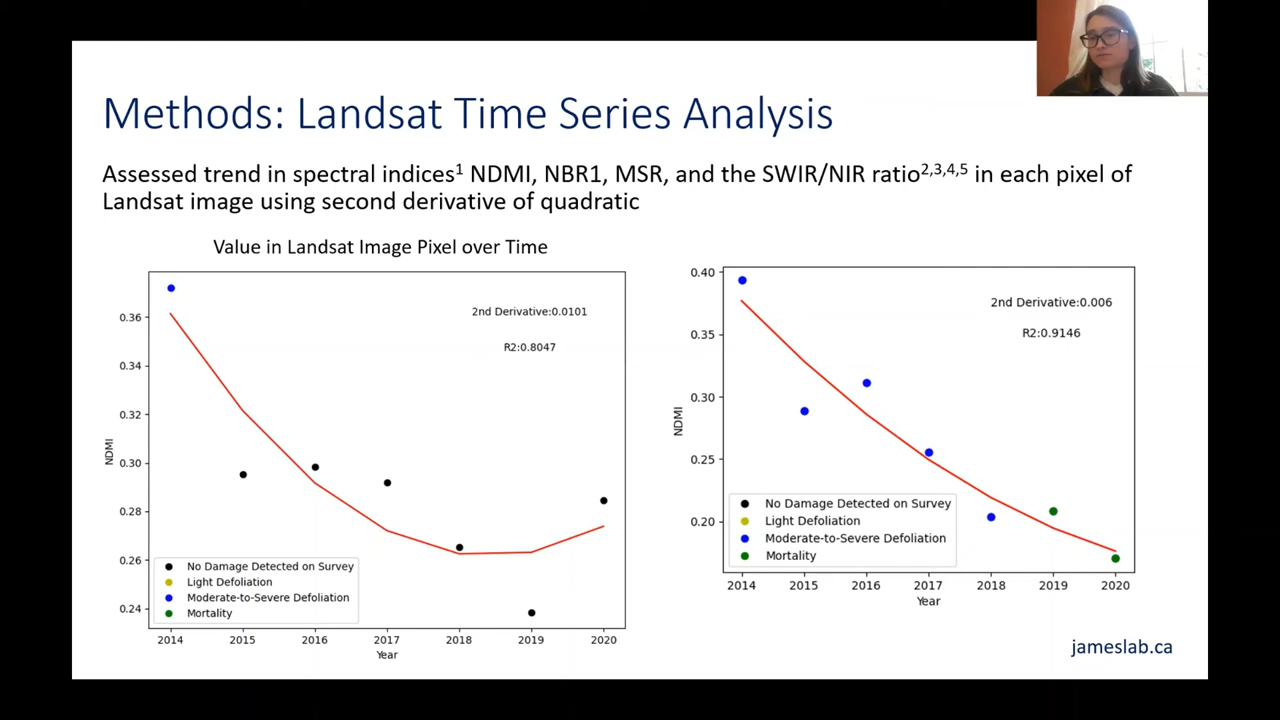 Methods: Landsat Time Series Analysis
Assessed trend in spectral indices¹ NDMI, NBR1, MSR, and the SWIR/NIR ratio²,³,⁴,⁵ in each pixel of
Landsat image using second derivative of quadratic
Value in Landsat Image Pixel over Time
2nd Derivative:0.0101
R2:0.8047
0.36
0.34
0.32
0.30
0.28
0.26
0.24
NDMI
No Damage Detected on Survey
Light Defoliation
Moderate-to-Severe Defoliation
Mortality
2014 2015 2016 2017 2018 2019 2020
Year
2nd Derivative:0.006
R2:0.9146
0.40
0.35
0.30
0.25
0.20
NDMI
No Damage Detected on Survey
Light Defoliation
Moderate-to-Severe Defoliation
Mortality
2014 2015 2016 2017 2018 2019 2020
Year
jameslab.ca